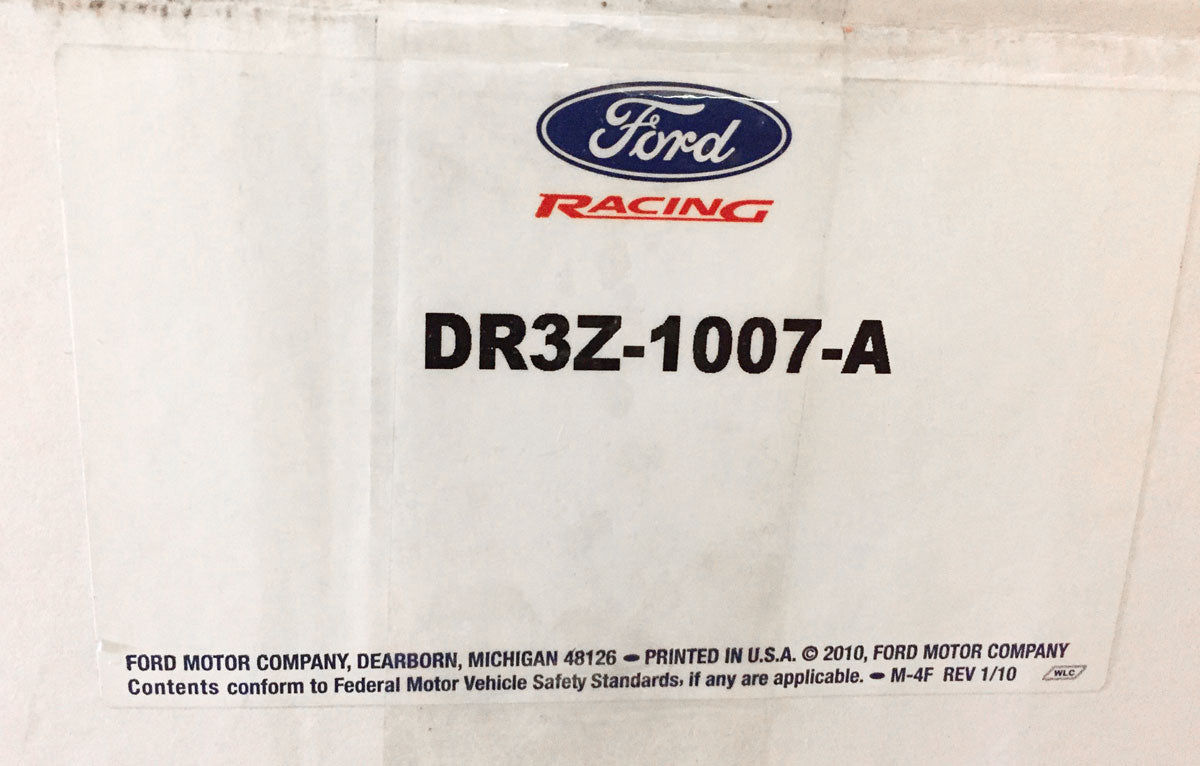 Ford
RACING
DR3Z-1007-A
FORD MOTOR COMPANY, DEARBORN, MICHIGAN 48126 – PRINTED IN U.S.A. © 2010, FORD MOTOR COMPANY
Contents conform to Federal Motor Vehicle Safety Standards, if any are applicable. – M-4F REV 1/10 WLC